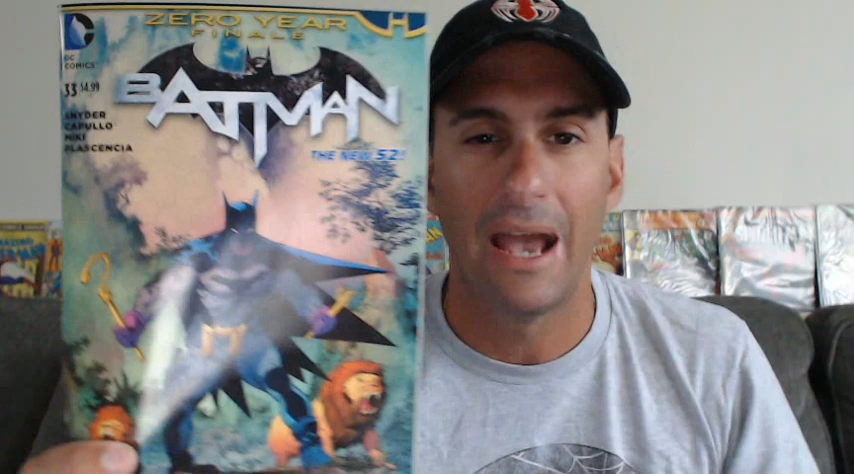 ZERO YEAR
FINALE
DC
COMICS
33 $4.99
BATMAN
SNYDER
CAPULLO
MIKI
PLASCENCIA
THE NEW 52!